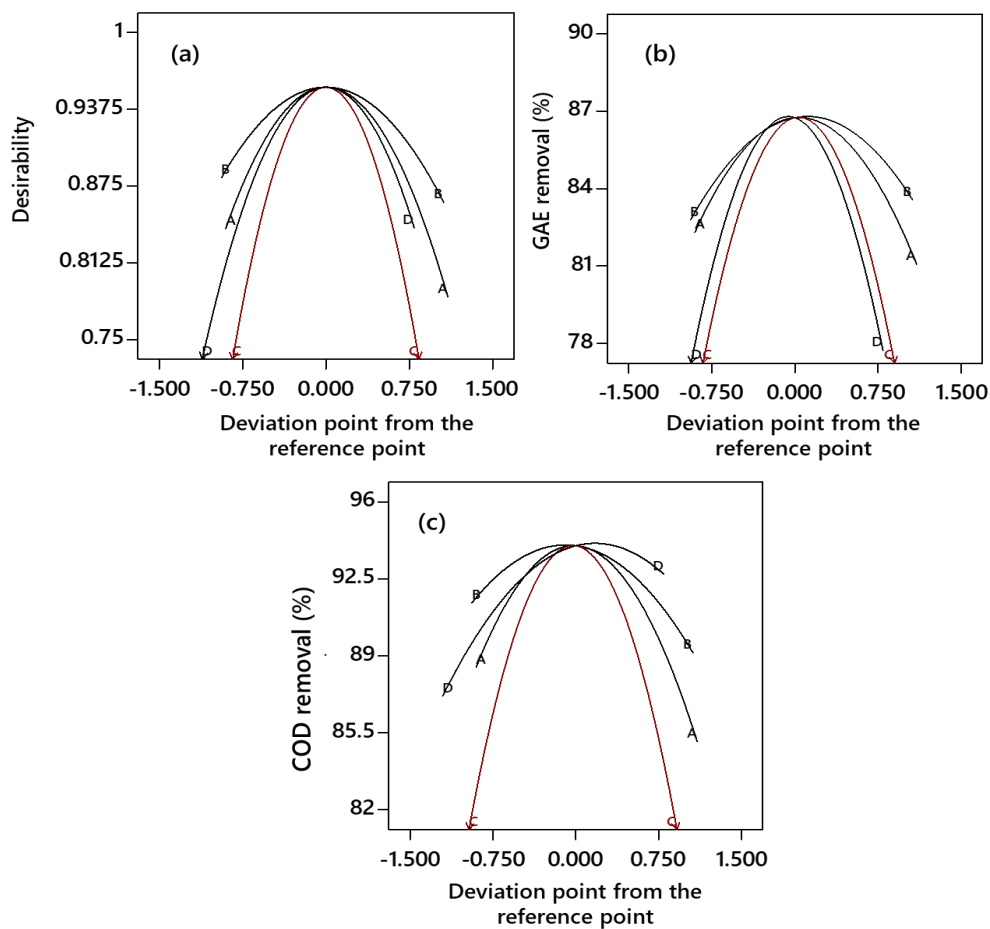 (a)
Desirability
1
0.9375
0.875
0.8125
0.75
B
A
D
C
B
D
A
C
-1.500 -0.750 0.000 0.750 1.500
Deviation point from the
reference point
(b)
GAE removal (%)
90
87
84
81
78
B
A
D
C
B
A
D
C
-1.500 -0.750 0.000 0.750 1.500
Deviation point from the
reference point
(c)
COD removal (%)
96
92.5
89
85.5
82
B
A
D
C
D
B
A
C
-1.500 -0.750 0.000 0.750 1.500
Deviation point from the
reference point